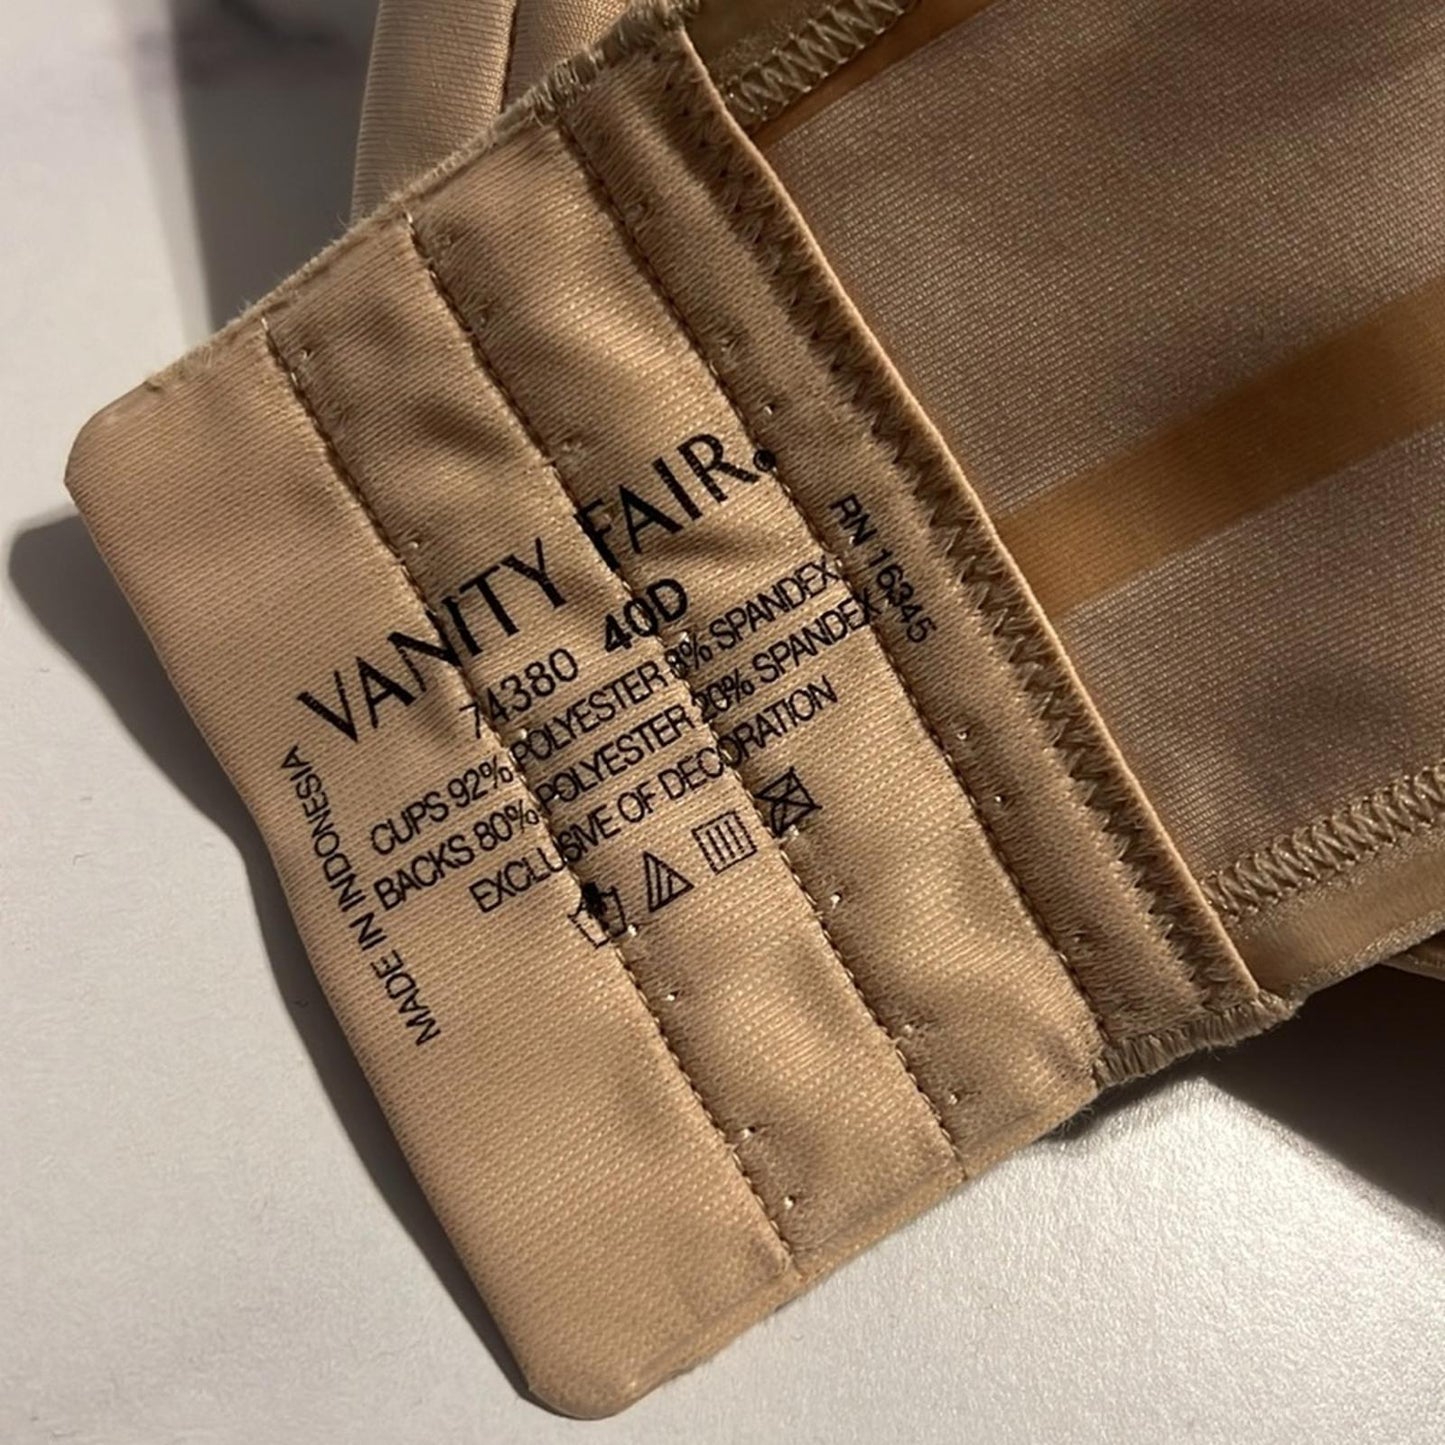 VANITY FAIR.
74380 40D
CUPS 92% POLYESTER 8% SPANDEX
BACKS 80% POLYESTER 20% SPANDEX
EXCLUSIVE OF DECORATION
MADE IN INDONESIA
RN 16345